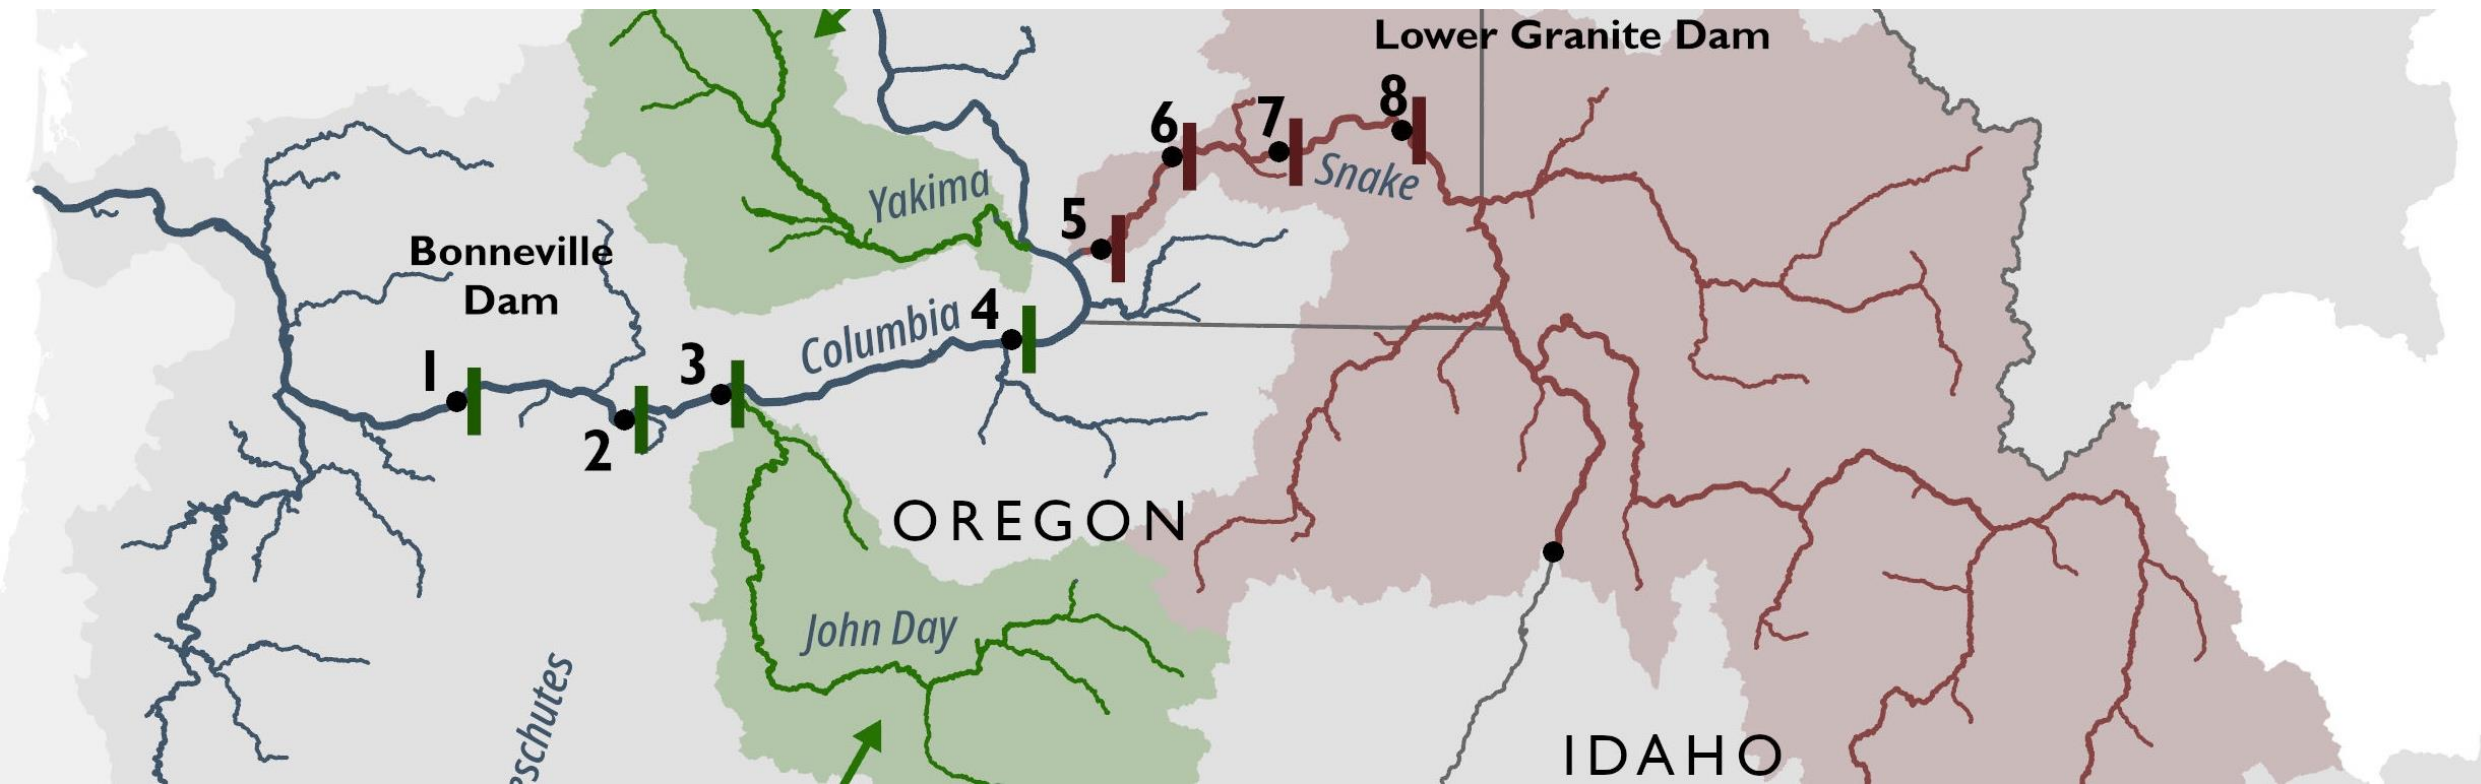 Lower Granite Dam
8
7
6
Snake
Yakima
5
Bonneville
Dam
4
Columbia
3
1
2
OREGON
John Day
eschutes
IDAHO